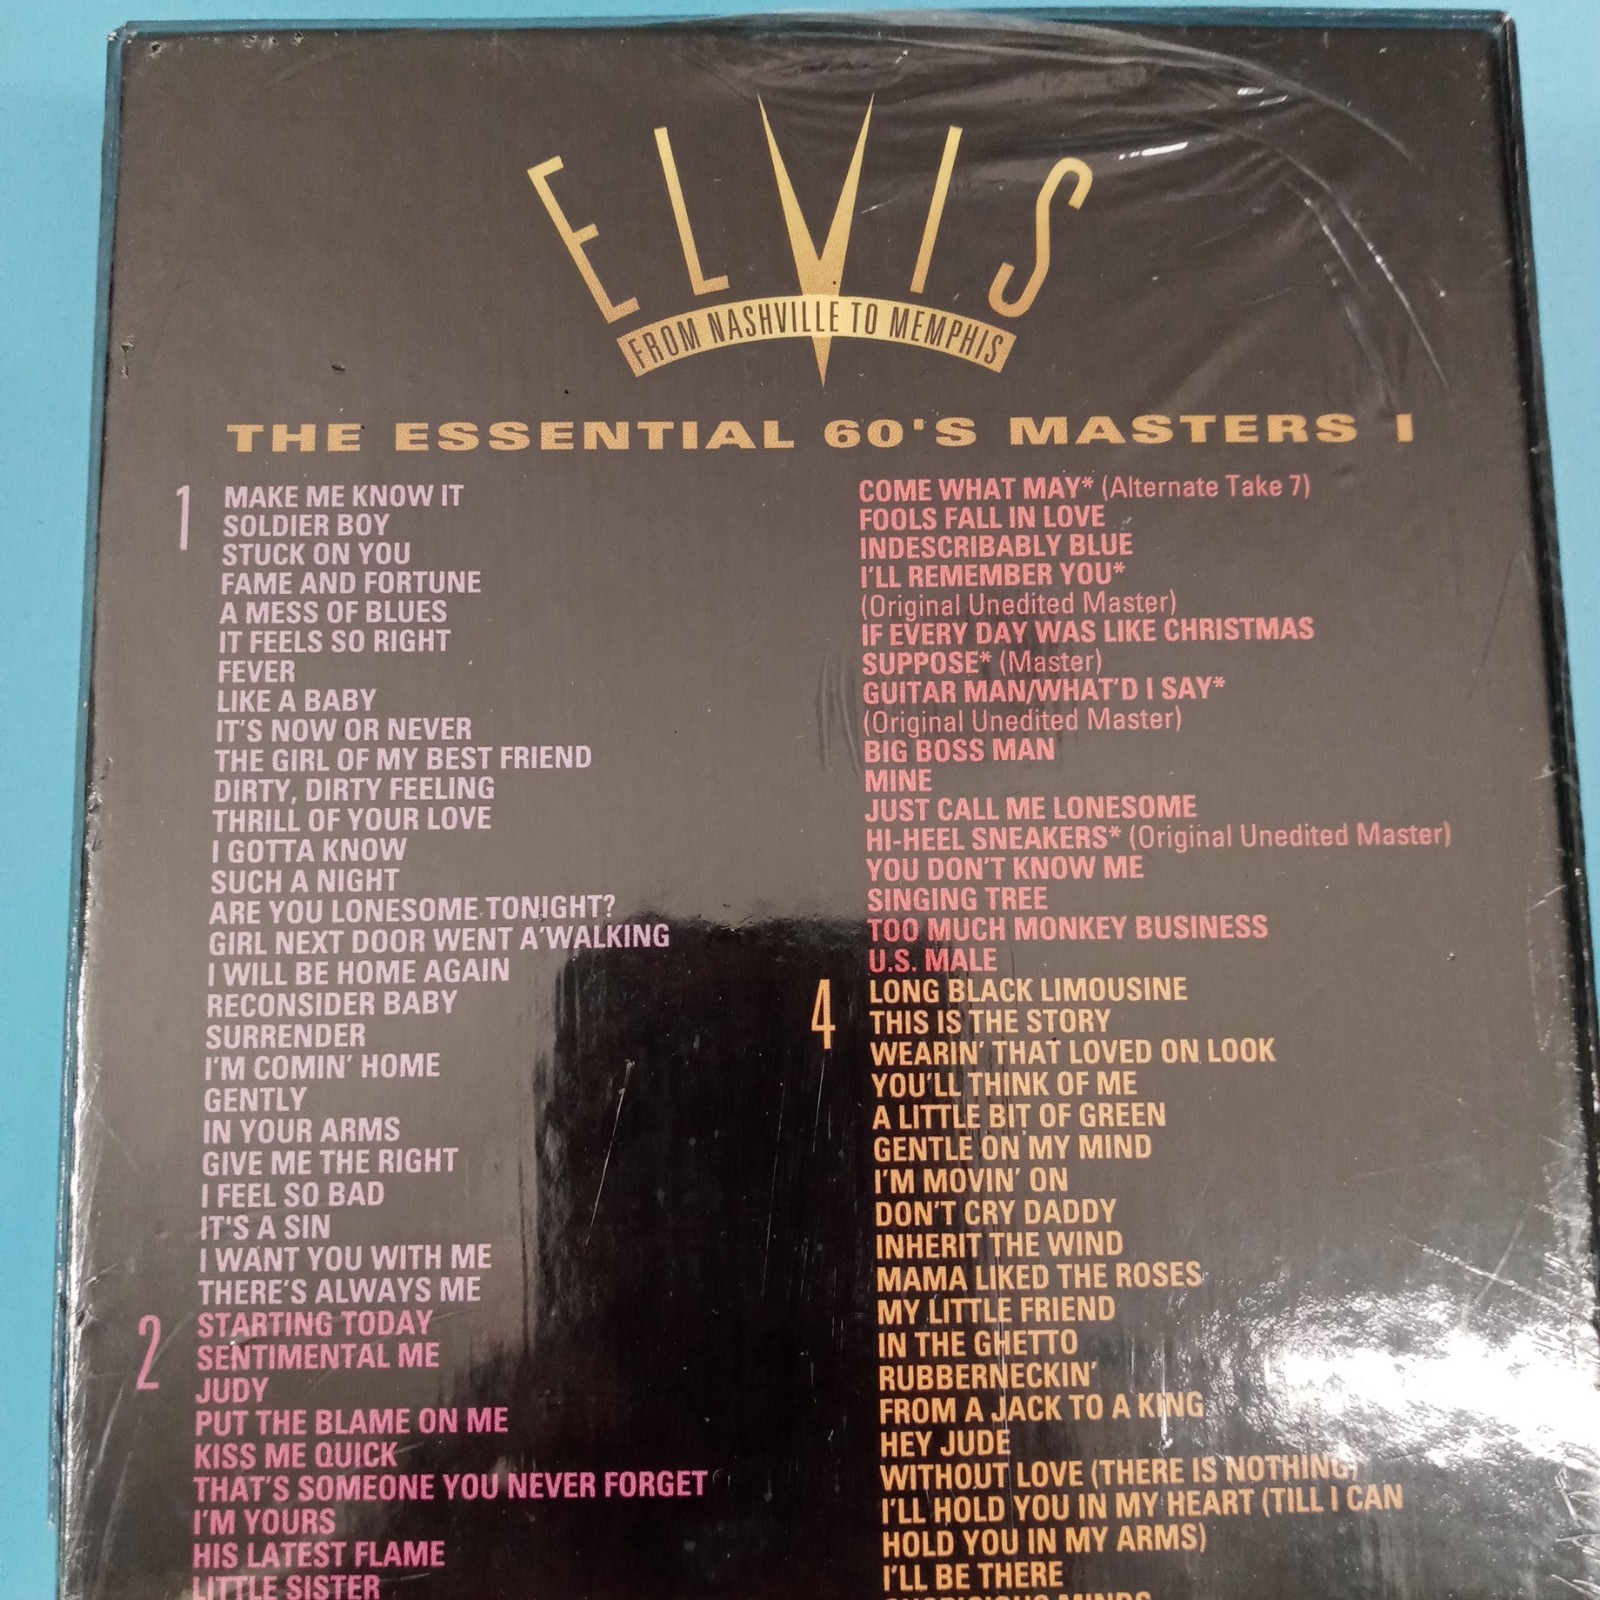 ELVIS
FROM NASHVILLE TO MEMPHIS
THE ESSENTIAL 60'S MASTERS I
1
MAKE ME KNOW IT
SOLDIER BOY
STUCK ON YOU
FAME AND FORTUNE
A MESS OF BLUES
IT FEELS SO RIGHT
FEVER
LIKE A BABY
IT'S NOW OR NEVER
THE GIRL OF MY BEST FRIEND
DIRTY, DIRTY FEELING
THRILL OF YOUR LOVE
I GOTTA KNOW
SUCH A NIGHT
ARE YOU LONESOME TONIGHT?
GIRL NEXT DOOR WENT A'WALKING
I WILL BE HOME AGAIN
RECONSIDER BABY
SURRENDER
I'M COMIN' HOME
GENTLY
IN YOUR ARMS
GIVE ME THE RIGHT
I FEEL SO BAD
IT'S A SIN
I WANT YOU WITH ME
THERE'S ALWAYS ME
2
STARTING TODAY
SENTIMENTAL ME
JUDY
PUT THE BLAME ON ME
KISS ME QUICK
THAT'S SOMEONE YOU NEVER FORGET
I'M YOURS
HIS LATEST FLAME
LITTLE SISTER
COME WHAT MAY* (Alternate Take 7)
FOOLS FALL IN LOVE
INDESCRIBABLY BLUE
I'LL REMEMBER YOU*
(Original Unedited Master)
IF EVERY DAY WAS LIKE CHRISTMAS
SUPPOSE* (Master)
GUITAR MAN/WHAT'D I SAY*
(Original Unedited Master)
BIG BOSS MAN
MINE
JUST CALL ME LONESOME
HI-HEEL SNEAKERS* (Original Unedited Master)
YOU DON'T KNOW ME
SINGING TREE
TOO MUCH MONKEY BUSINESS
U.S. MALE
4
LONG BLACK LIMOUSINE
THIS IS THE STORY
WEARIN' THAT LOVED ON LOOK
YOU'LL THINK OF ME
A LITTLE BIT OF GREEN
GENTLE ON MY MIND
I'M MOVIN' ON
DON'T CRY DADDY
INHERIT THE WIND
MAMA LIKED THE ROSES
MY LITTLE FRIEND
IN THE GHETTO
RUBBERNECKIN'
FROM A JACK TO A KING
HEY JUDE
WITHOUT LOVE (THERE IS NOTHING)
I'LL HOLD YOU IN MY HEART (TILL I CAN
HOLD YOU IN MY ARMS)
I'LL BE THERE
SUSPICIOUS MINDS